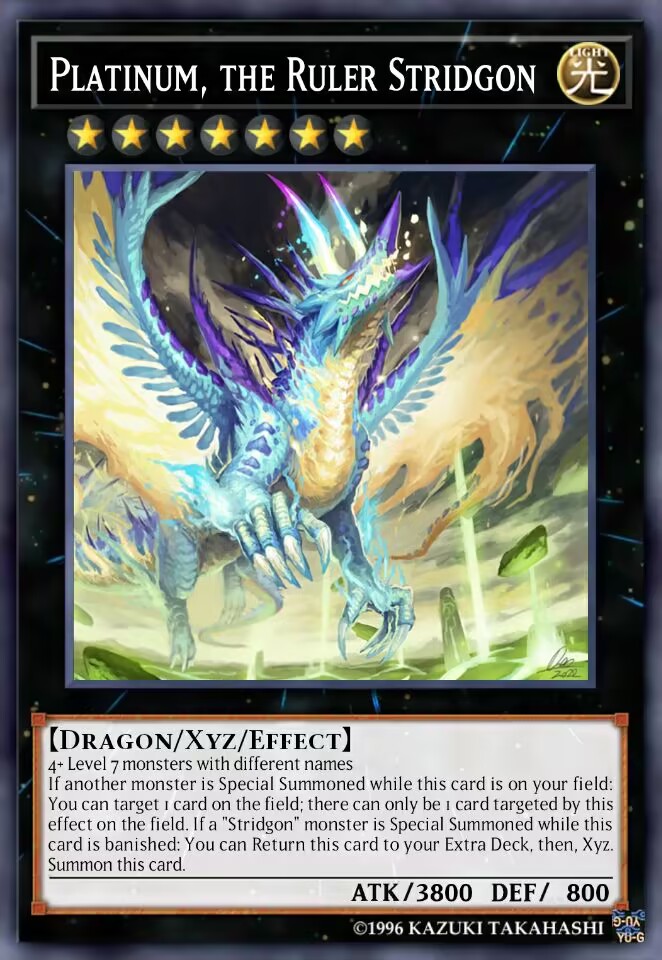 Platinum, the Ruler Stridgon
LIGHT
光
【Dragon/Xyz/Effect】
4+ Level 7 monsters with different names
If another monster is Special Summoned while this card is on your field:
You can target 1 card on the field; there can only be 1 card targeted by this
effect on the field. If a "Stridgon" monster is Special Summoned while this
card is banished: You can Return this card to your Extra Deck, then, Xyz.
Summon this card.
ATK/3800 DEF/ 800
©1996 KAZUKI TAKAHASHI
2022